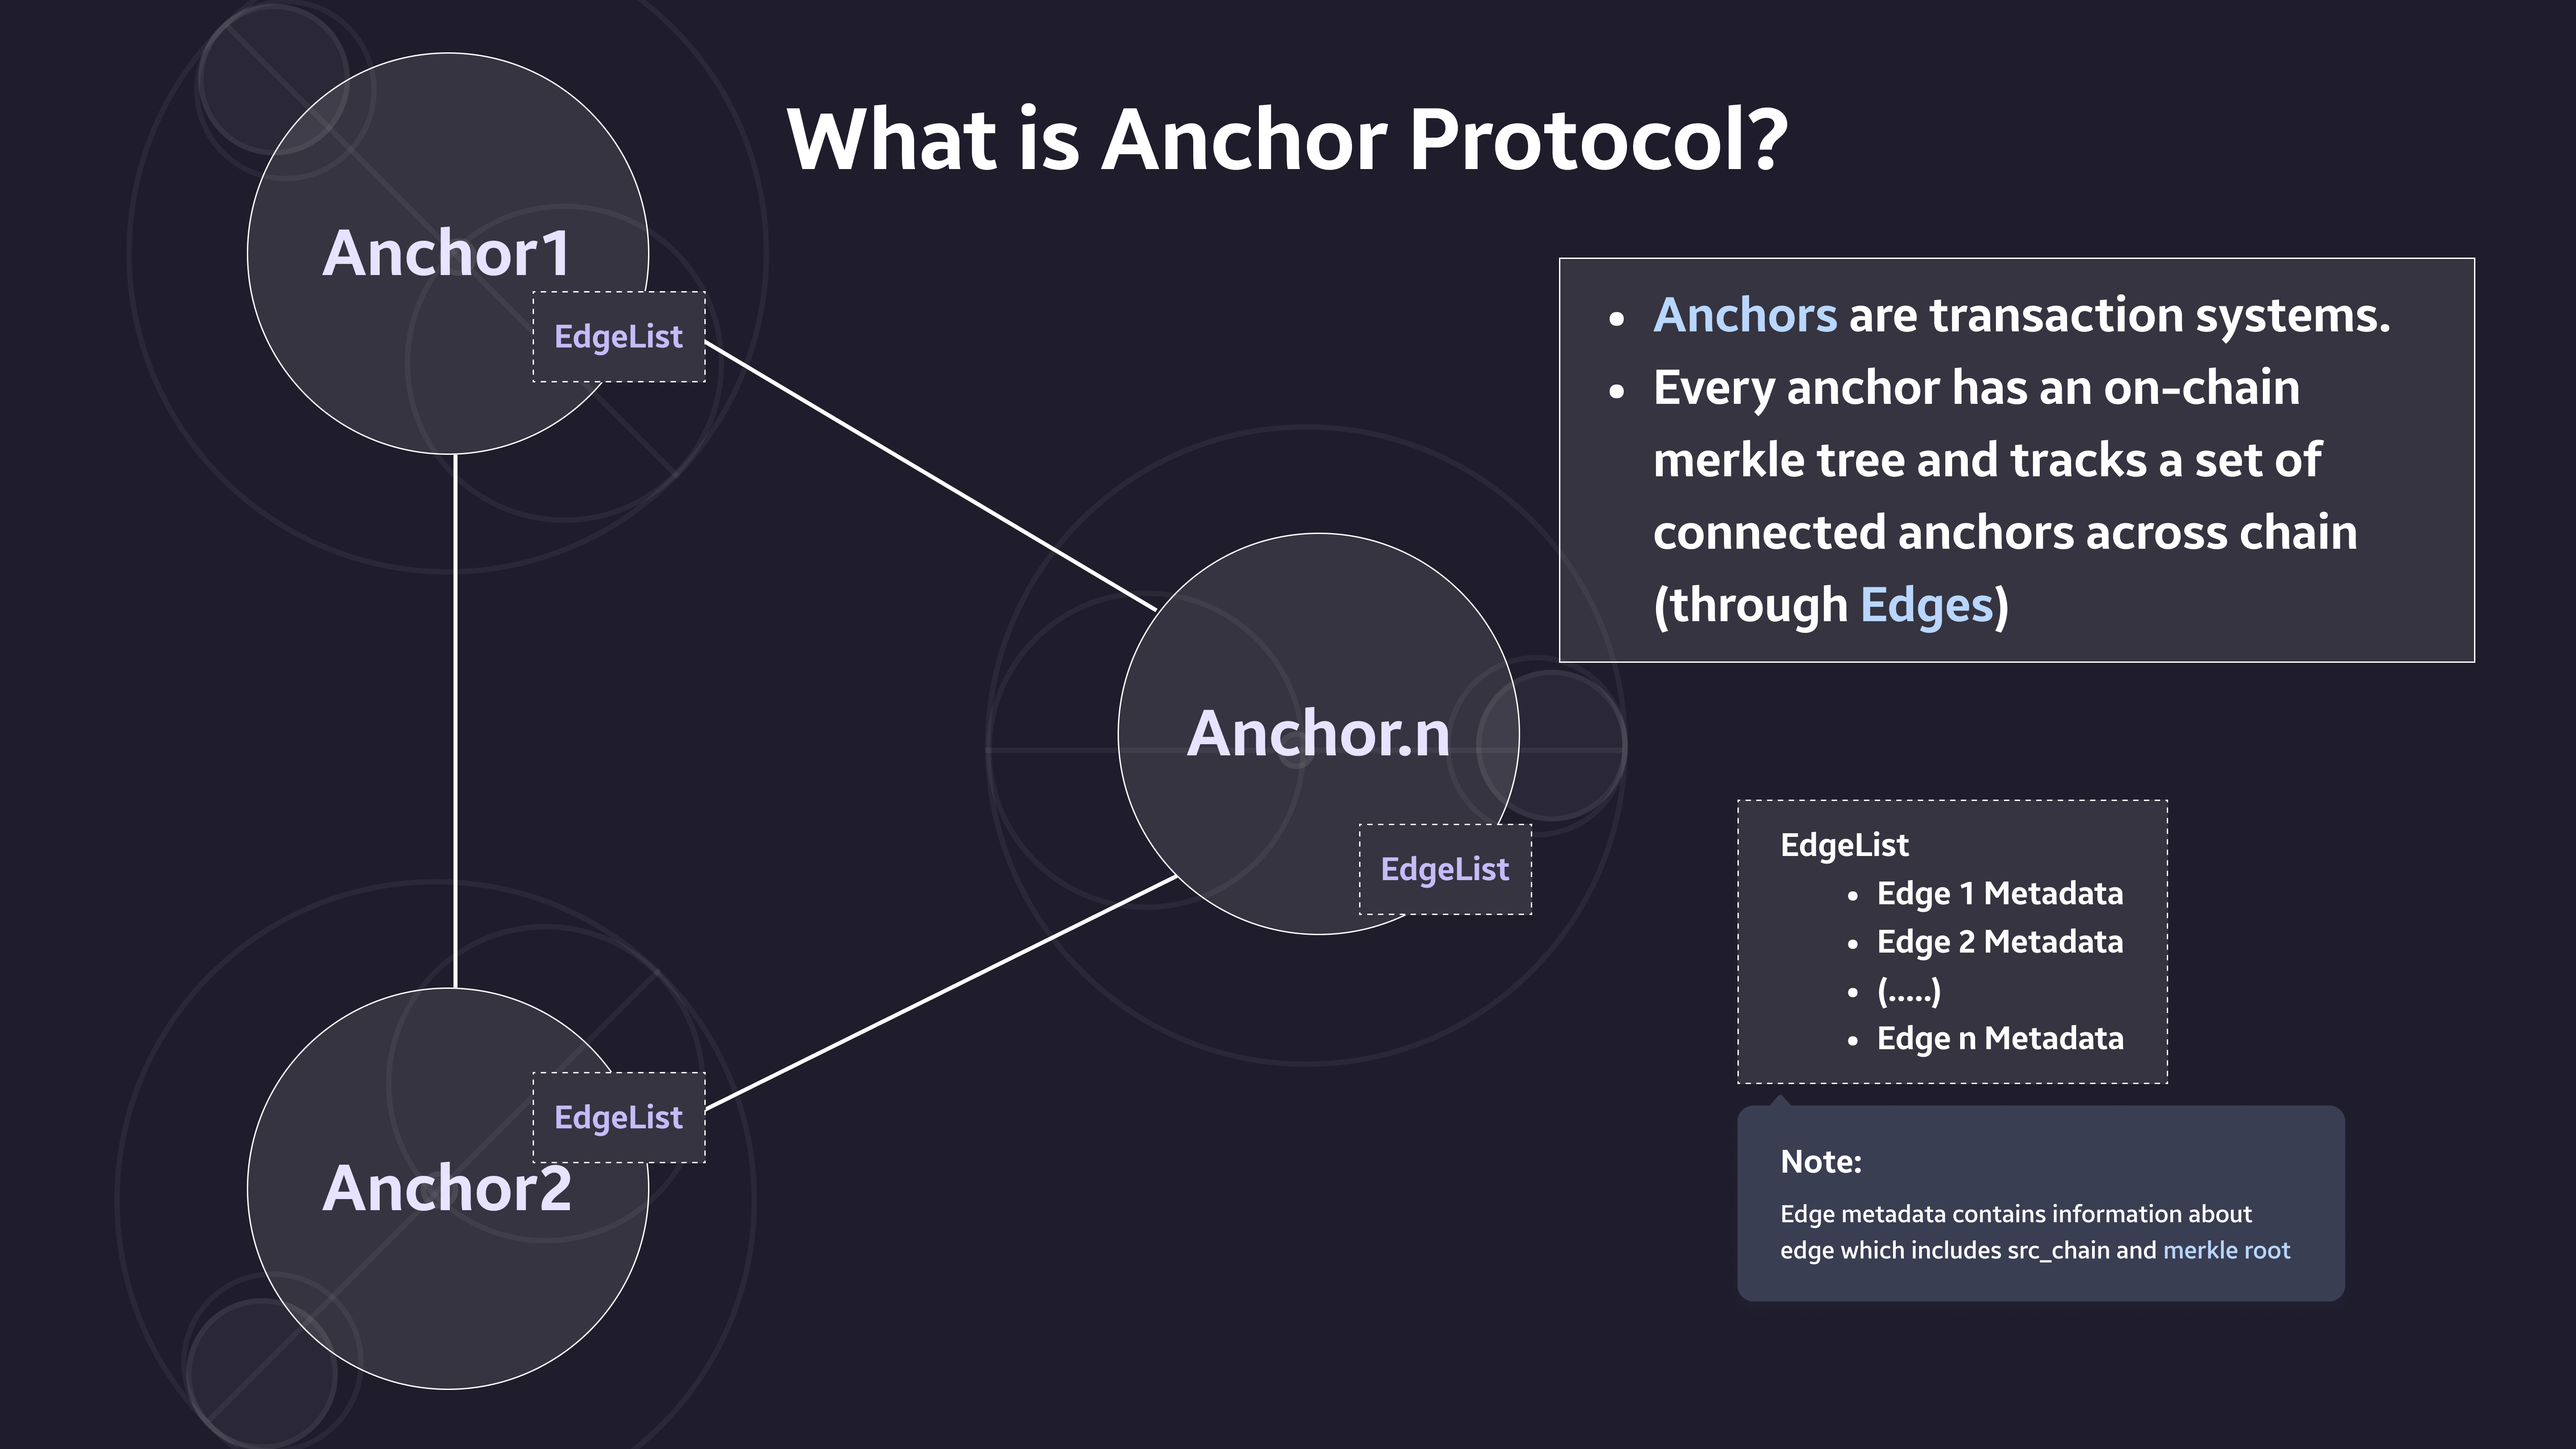 What is Anchor Protocol?
Anchor1
EdgeList
Anchor.n
EdgeList
Anchor2
EdgeList
• Anchors are transaction systems.
• Every anchor has an on-chain
merkle tree and tracks a set of
connected anchors across chain
(through Edges)
EdgeList
• Edge 1 Metadata
• Edge 2 Metadata
• (.....)
• Edge n Metadata
Note:
Edge metadata contains information about
edge which includes src_chain and merkle root